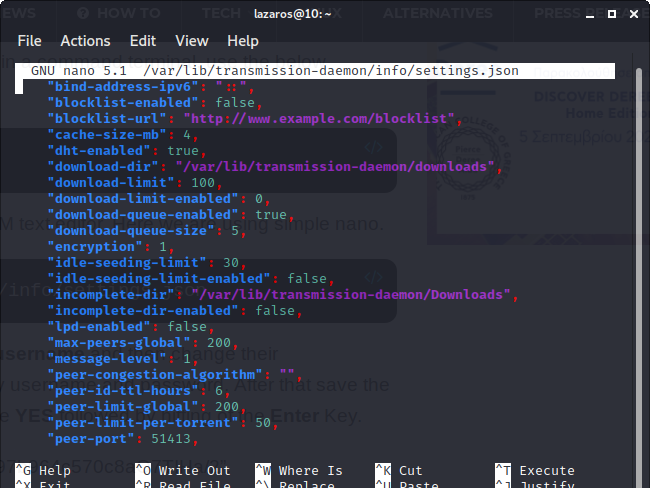 lazaros@10: ~
File Actions Edit View Help
GNU nano 5.1 /var/lib/transmission-daemon/info/settings.json
"bind-address-ipv6": "::",
"blocklist-enabled": false,
"blocklist-url": "http://www.example.com/blocklist",
"cache-size-mb": 4,
"dht-enabled": true,
"download-dir": "/var/lib/transmission-daemon/downloads",
"download-limit": 100,
"download-limit-enabled": 0,
"download-queue-enabled": true,
"download-queue-size": 5,
"encryption": 1,
"idle-seeding-limit": 30,
"idle-seeding-limit-enabled": false,
"incomplete-dir": "/var/lib/transmission-daemon/Downloads",
"incomplete-dir-enabled": false,
"lpd-enabled": false,
"max-peers-global": 200,
"message-level": 1,
"peer-congestion-algorithm": "",
"peer-id-ttl-hours": 6,
"peer-limit-global": 200,
"peer-limit-per-torrent": 50,
"peer-port": 51413,
^G Help ^O Write Out ^W Where Is ^K Cut ^T Execute
^X Exit ^R Read File ^\ Replace ^U Paste ^J Justify